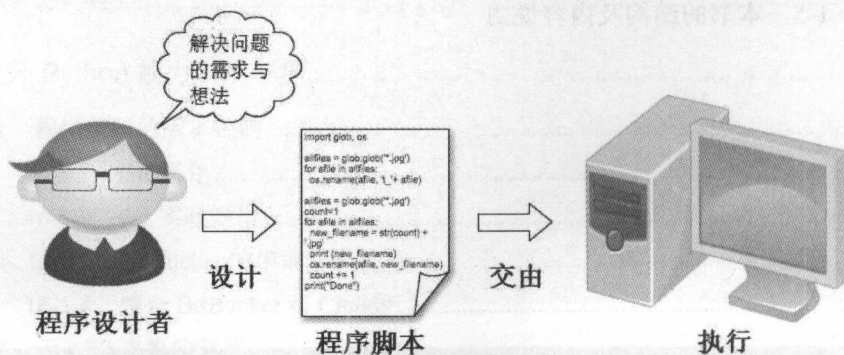 解决问题
的需求与
想法
import glob, os
allfiles = glob.glob('*.jpg')
for afile in allfiles:
os.rename(afile, 't_'+ afile)
allfiles = glob.glob('*.jpg')
count=1
for afile in allfiles:
new_filename = str(count) +
'.jpg'
print (new_filename)
os.rename(afile, new_filename)
count += 1
print("Done")
设计
交由
程序设计者
程序脚本
执行